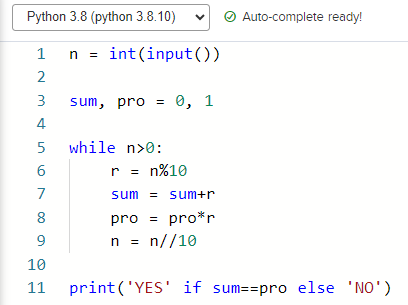 Python 3.8 (python 3.8.10) Auto-complete ready!
1 n = int(input())
2
3 sum, pro = 0, 1
4
5 while n>0:
6     r = n%10
7     sum = sum+r
8     pro = pro*r
9     n = n//10
10
11 print('YES' if sum==pro else 'NO')